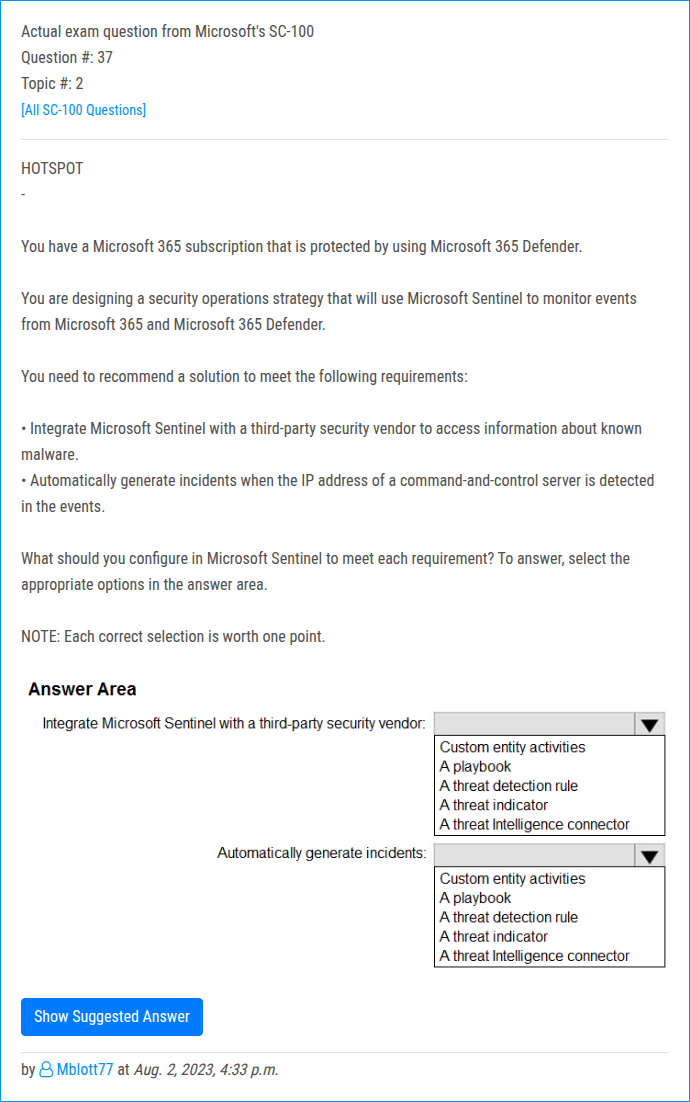 Actual exam question from Microsoft's SC-100
Question #: 37
Topic #: 2
[All SC-100 Questions]
HOTSPOT
-
You have a Microsoft 365 subscription that is protected by using Microsoft 365 Defender.
You are designing a security operations strategy that will use Microsoft Sentinel to monitor events
from Microsoft 365 and Microsoft 365 Defender.
You need to recommend a solution to meet the following requirements:
• Integrate Microsoft Sentinel with a third-party security vendor to access information about known
malware.
• Automatically generate incidents when the IP address of a command-and-control server is detected
in the events.
What should you configure in Microsoft Sentinel to meet each requirement? To answer, select the
appropriate options in the answer area.
NOTE: Each correct selection is worth one point.
Answer Area
Integrate Microsoft Sentinel with a third-party security vendor:
Custom entity activities
A playbook
A threat detection rule
A threat indicator
A threat Intelligence connector
Automatically generate incidents:
Custom entity activities
A playbook
A threat detection rule
A threat indicator
A threat Intelligence connector
Show Suggested Answer
by Mblott77 at Aug. 2, 2023, 4:33 p.m.